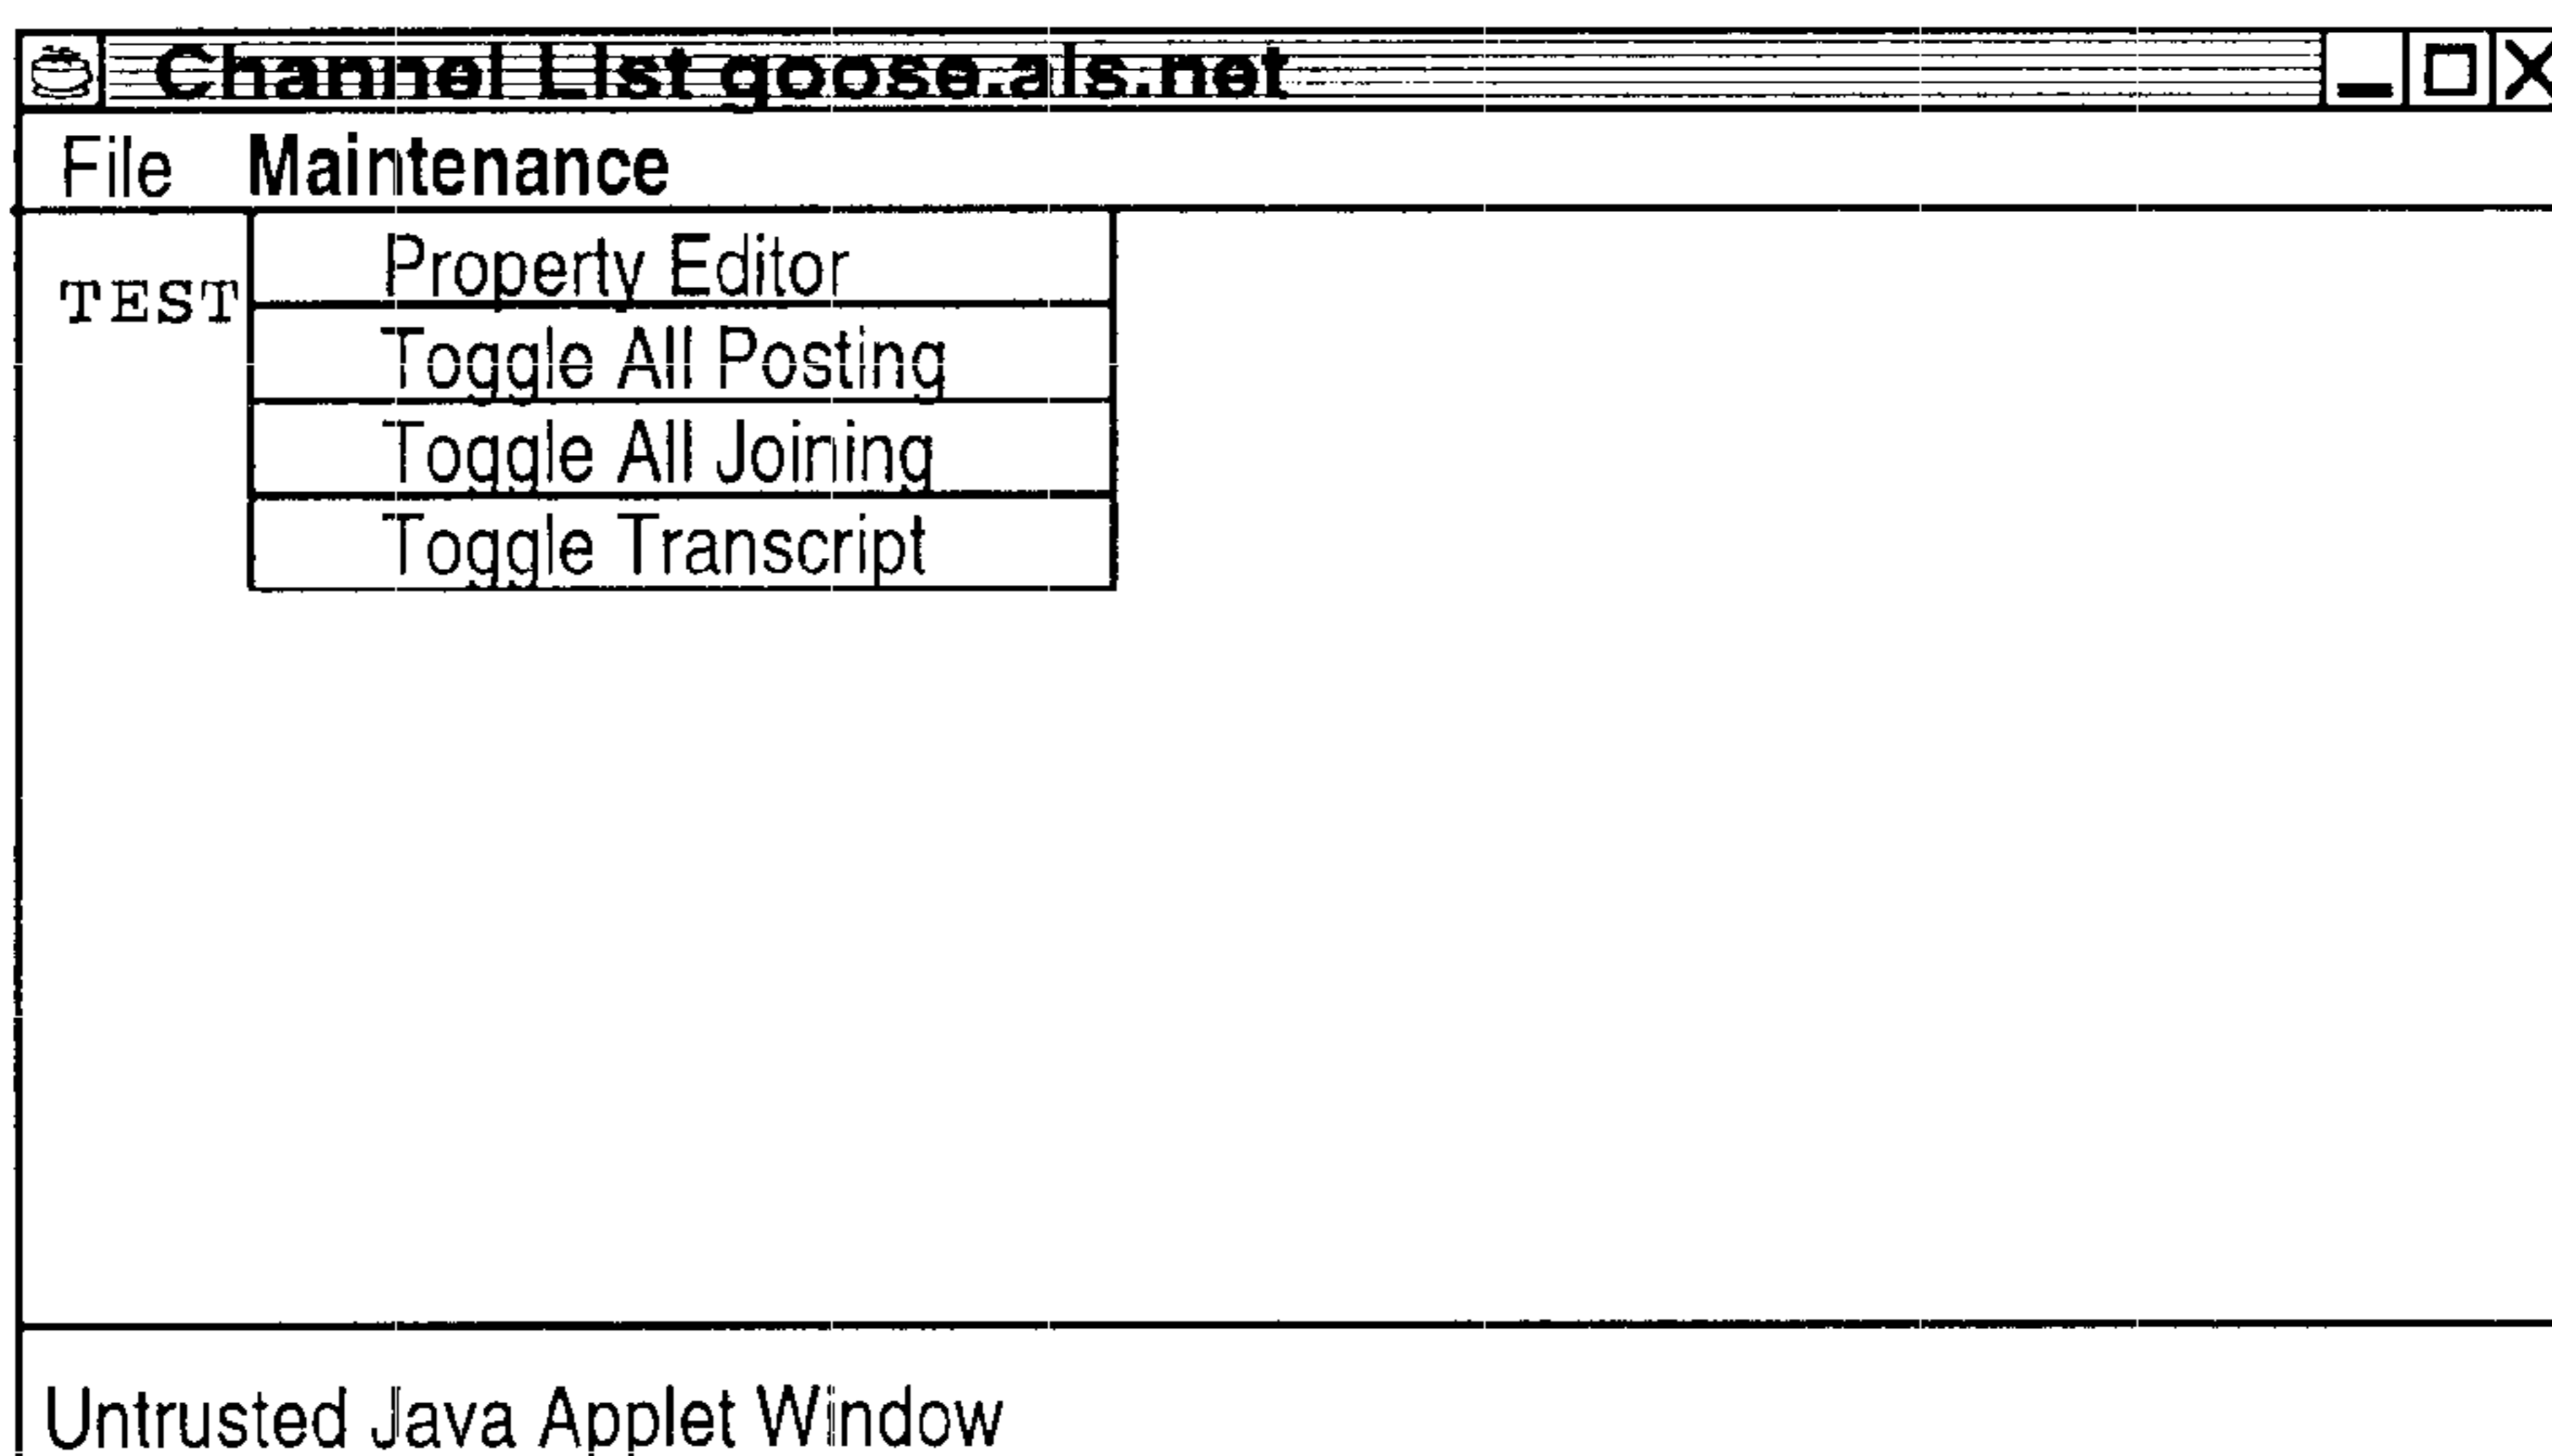 Channel List goose.als.net
File Maintenance
Property Editor
TEST
Toggle All Posting
Toggle All Joining
Toggle Transcript
Untrusted Java Applet Window